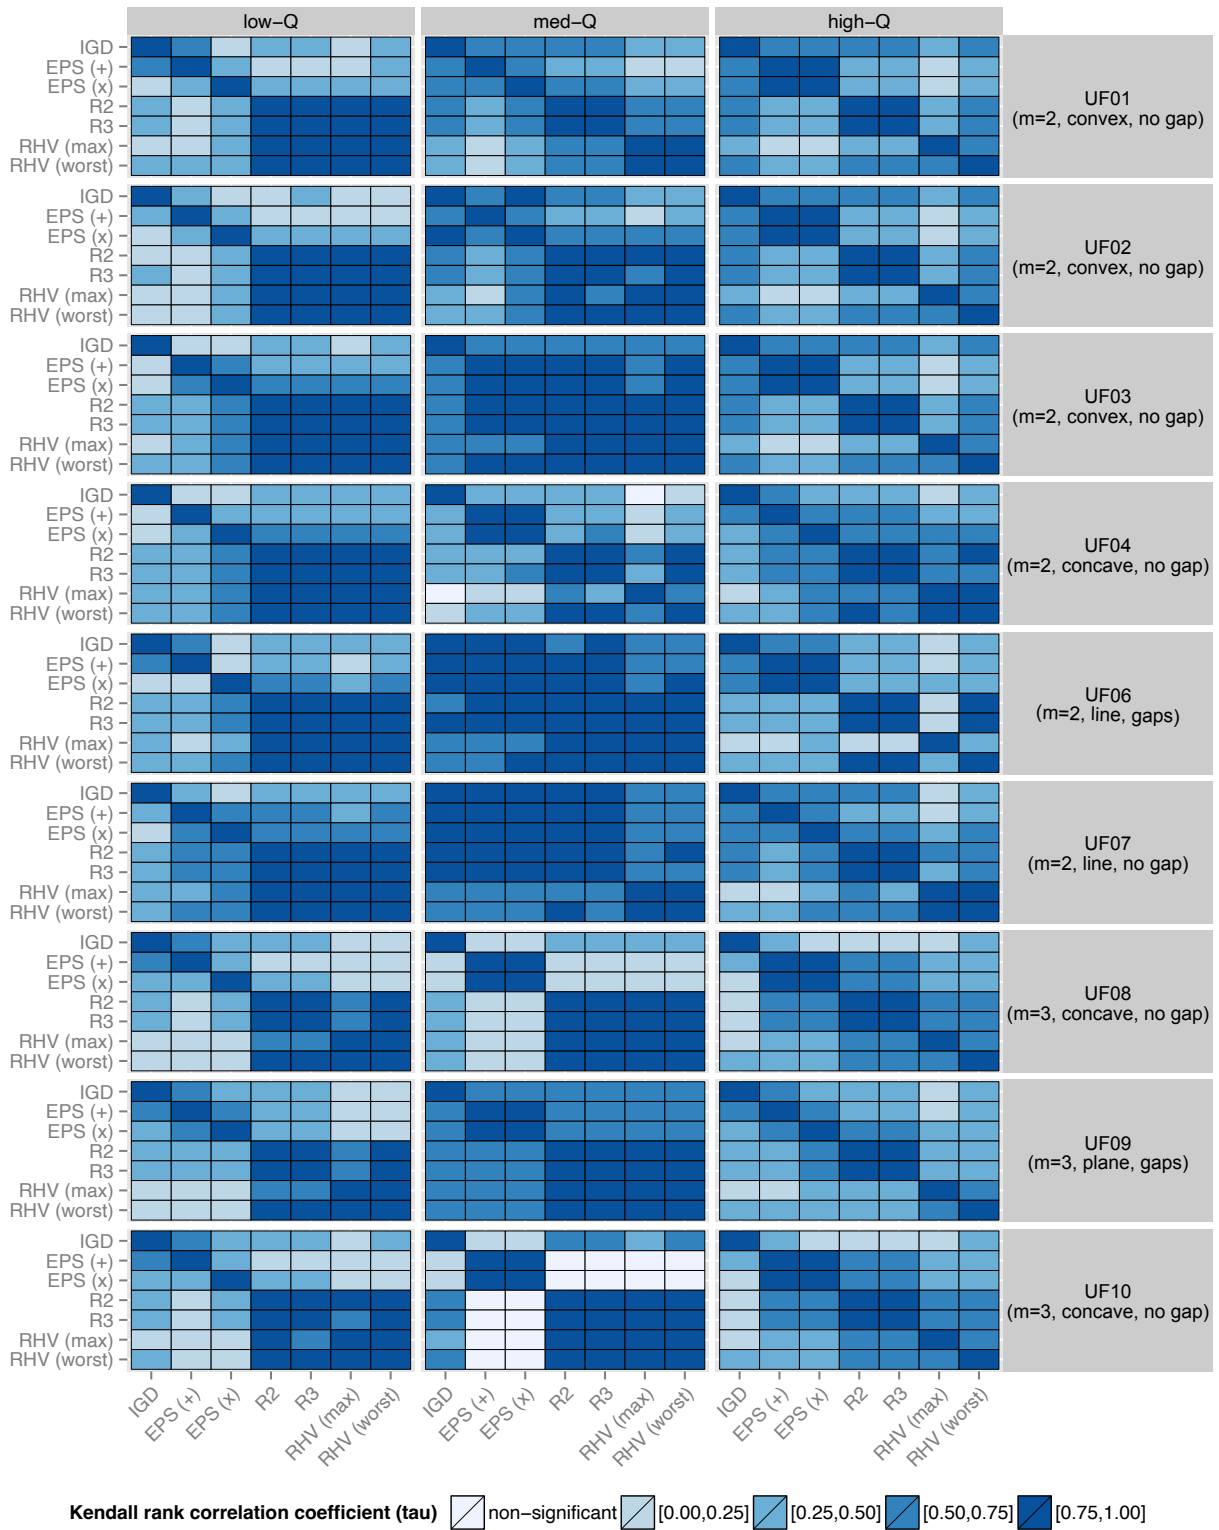 low−Q med−Q high−Q
IGD
EPS (+)
EPS (x)
R2
R3
RHV (max)
RHV (worst)
UF01
(m=2, convex, no gap)
IGD
EPS (+)
EPS (x)
R2
R3
RHV (max)
RHV (worst)
UF02
(m=2, convex, no gap)
IGD
EPS (+)
EPS (x)
R2
R3
RHV (max)
RHV (worst)
UF03
(m=2, convex, no gap)
IGD
EPS (+)
EPS (x)
R2
R3
RHV (max)
RHV (worst)
UF04
(m=2, concave, no gap)
IGD
EPS (+)
EPS (x)
R2
R3
RHV (max)
RHV (worst)
UF06
(m=2, line, gaps)
IGD
EPS (+)
EPS (x)
R2
R3
RHV (max)
RHV (worst)
UF07
(m=2, line, no gap)
IGD
EPS (+)
EPS (x)
R2
R3
RHV (max)
RHV (worst)
UF08
(m=3, concave, no gap)
IGD
EPS (+)
EPS (x)
R2
R3
RHV (max)
RHV (worst)
UF09
(m=3, plane, gaps)
IGD
EPS (+)
EPS (x)
R2
R3
RHV (max)
RHV (worst)
UF10
(m=3, concave, no gap)
IGD EPS (+) EPS (x) R2 R3 RHV (max) RHV (worst) IGD EPS (+) EPS (x) R2 R3 RHV (max) RHV (worst) IGD EPS (+) EPS (x) R2 R3 RHV (max) RHV (worst)
Kendall rank correlation coefficient (tau) non−significant [0.00,0.25] [0.25,0.50] [0.50,0.75] [0.75,1.00]